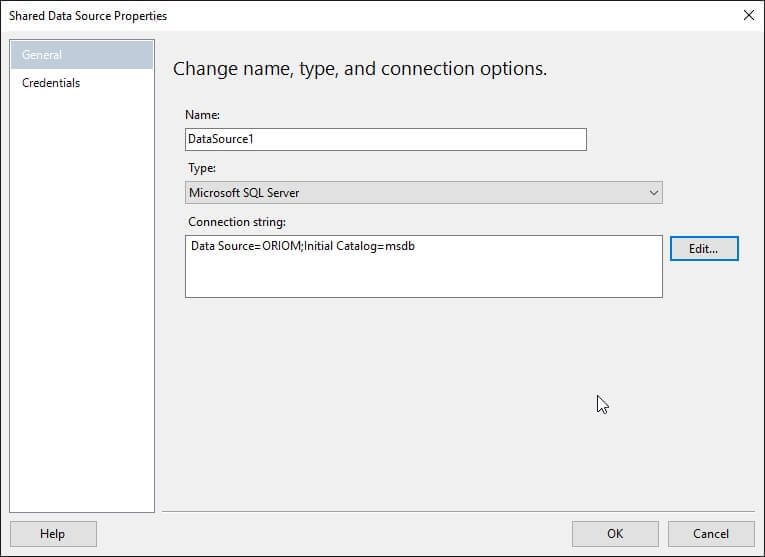 Shared Data Source Properties
General
Credentials
Change name, type, and connection options.
Name:
DataSource1
Type:
Microsoft SQL Server
Connection string:
Data Source=ORIOM;Initial Catalog=msdb
Edit...
Help
OK
Cancel